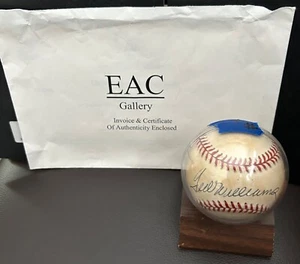 EAC
Gallery
Invoice & Certificate
Of Authenticity Enclosed
Ted Williams